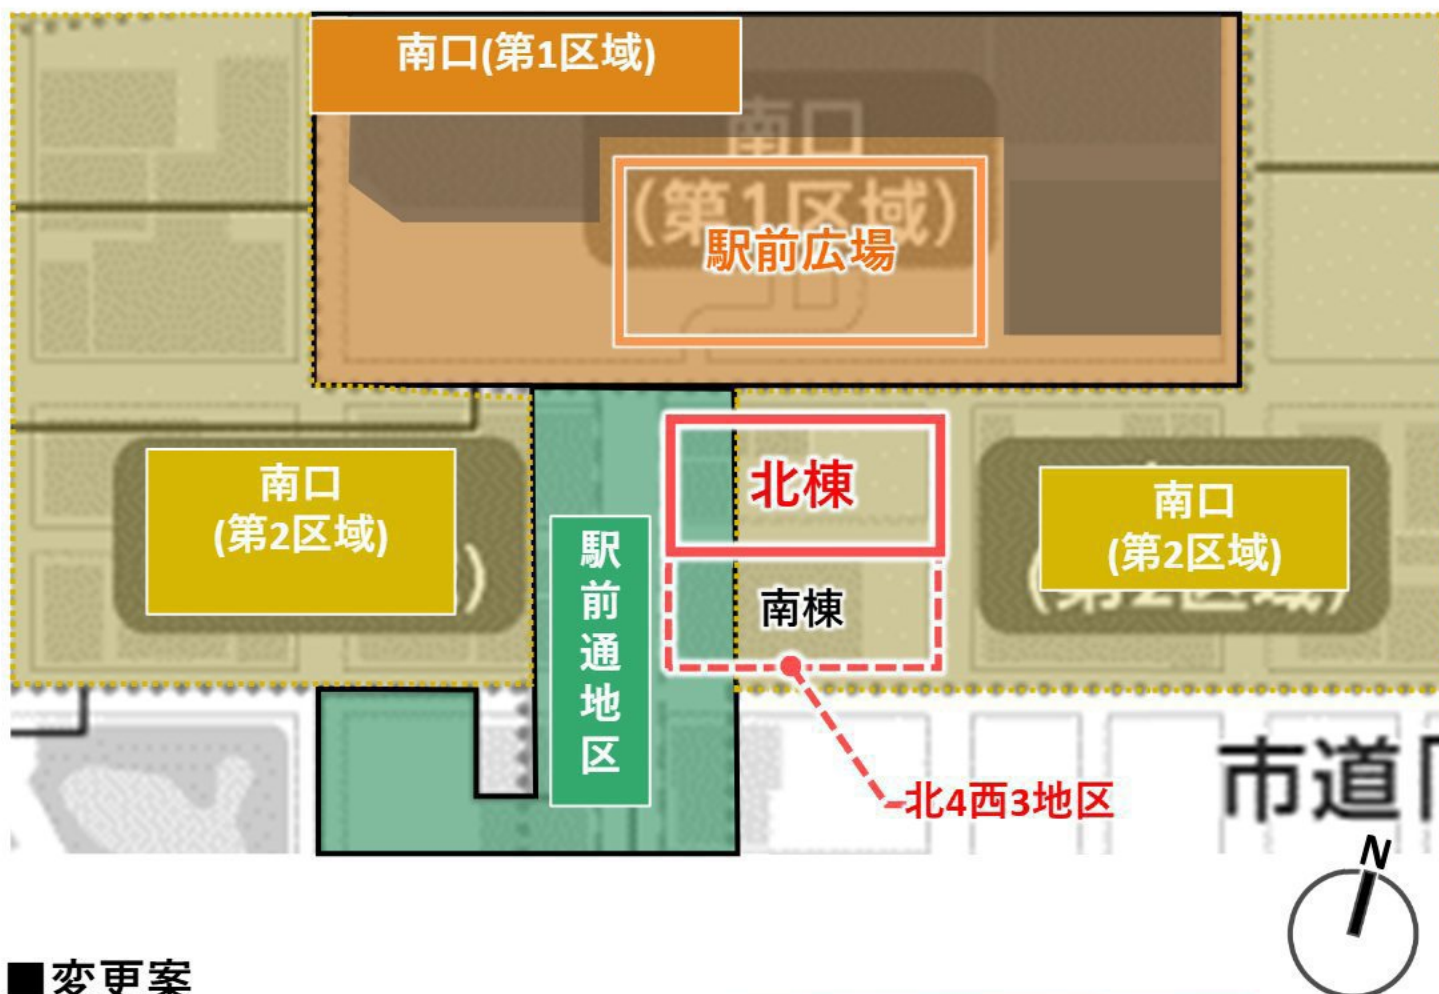 南口(第1区域)
南口
(第1区域)
駅前広場
南口
(第2区域)
北棟
南口
(第2区域)
駅前通地区
南棟
北4西3地区
市道
N
■変更案